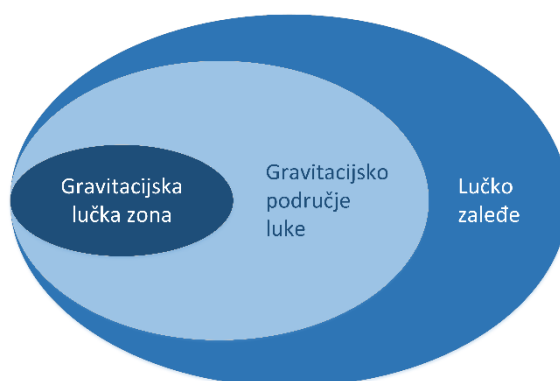 Gravitacijska
lučka zona
Gravitacijsko
područje
luke
Lučko
zaleđe